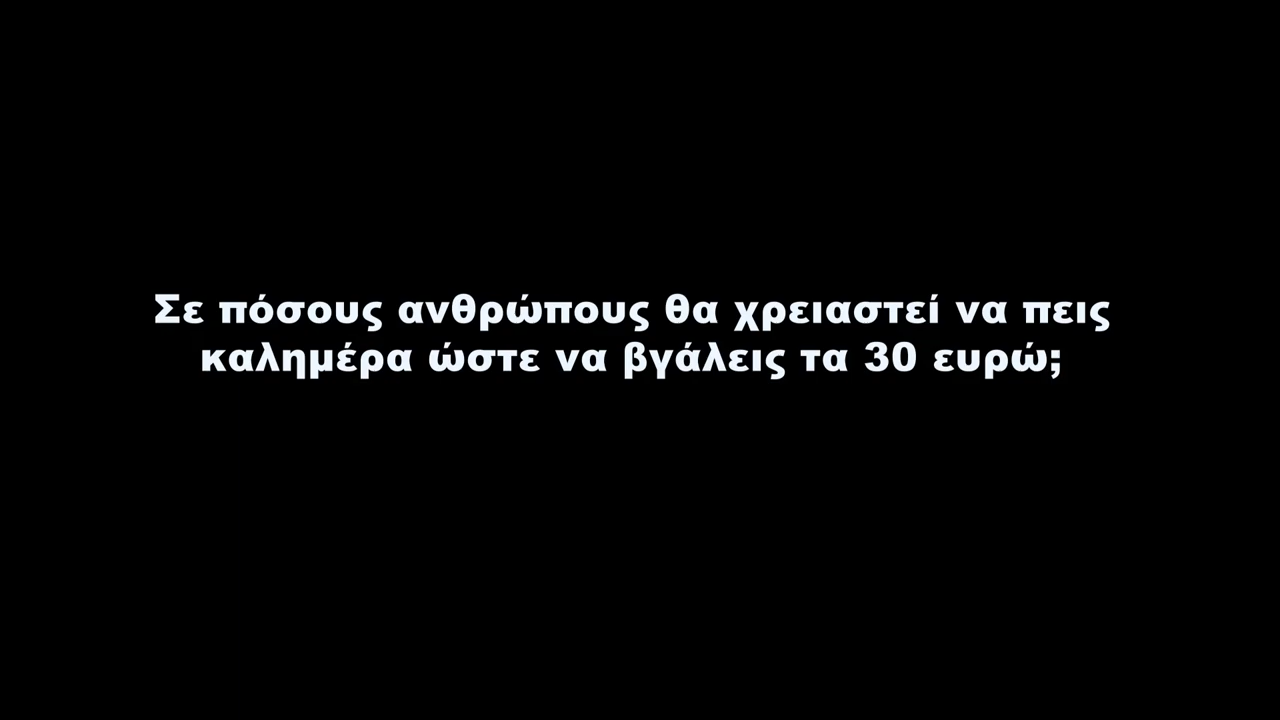 Σε πόσους ανθρώπους θα χρειαστεί να πεις
καλημέρα ώστε να βγάλεις τα 30 ευρώ;